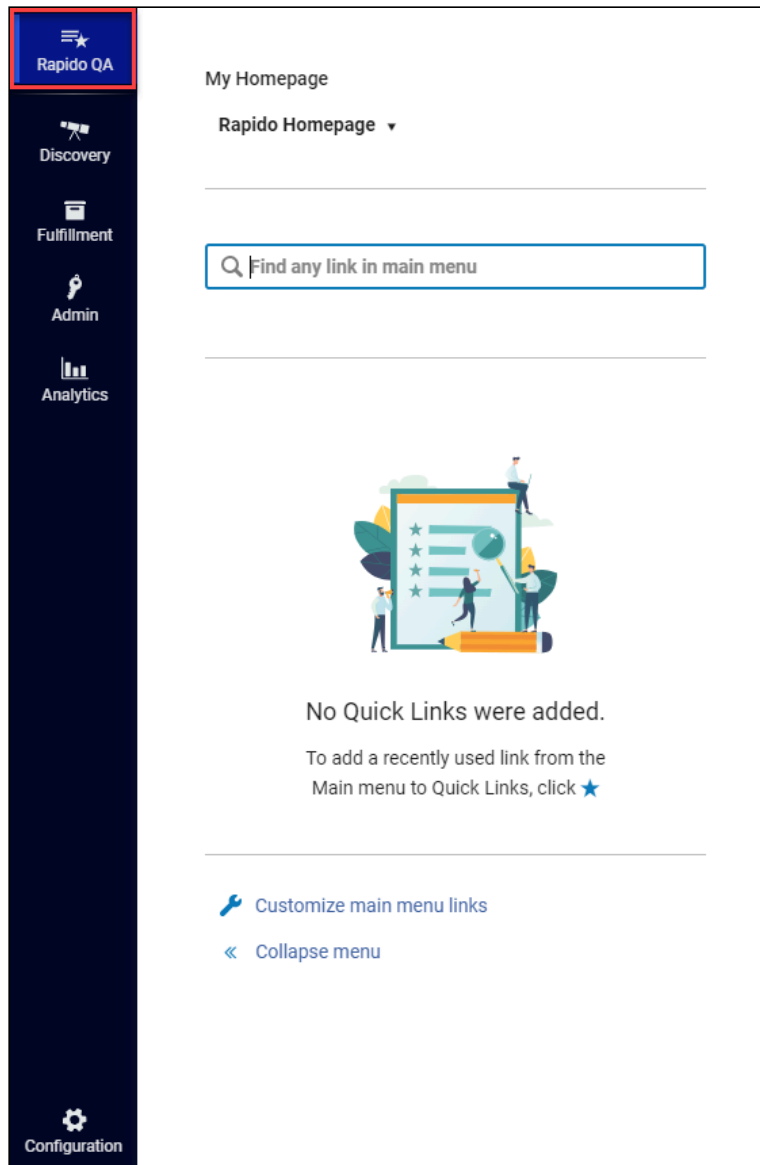 Rapido QA
Discovery
Fulfillment
Admin
Analytics
Configuration
My Homepage
Rapido Homepage
Find any link in main menu
No Quick Links were added.
To add a recently used link from the
Main menu to Quick Links, click
Customize main menu links
Collapse menu